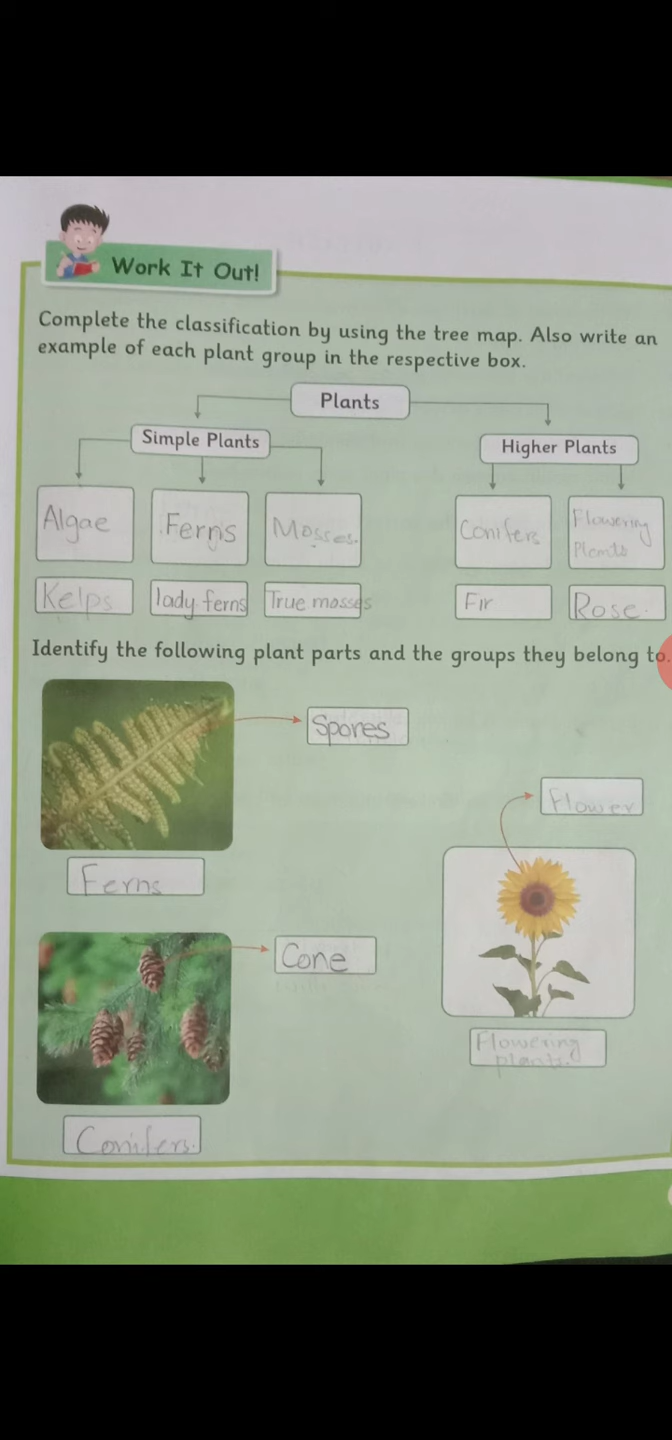 Work It Out!
Complete the classification by using the tree map. Also write an
example of each plant group in the respective box.
Plants
Simple Plants
Higher Plants
Algae
Ferns
Mosses.
Conifers
Flowering
Plants
Kelps
lady ferns
True mosses
Fir
Rose.
Identify the following plant parts and the groups they belong to.
Spores
Flower
Ferns
Cone
Flowering
plants.
Conifers.